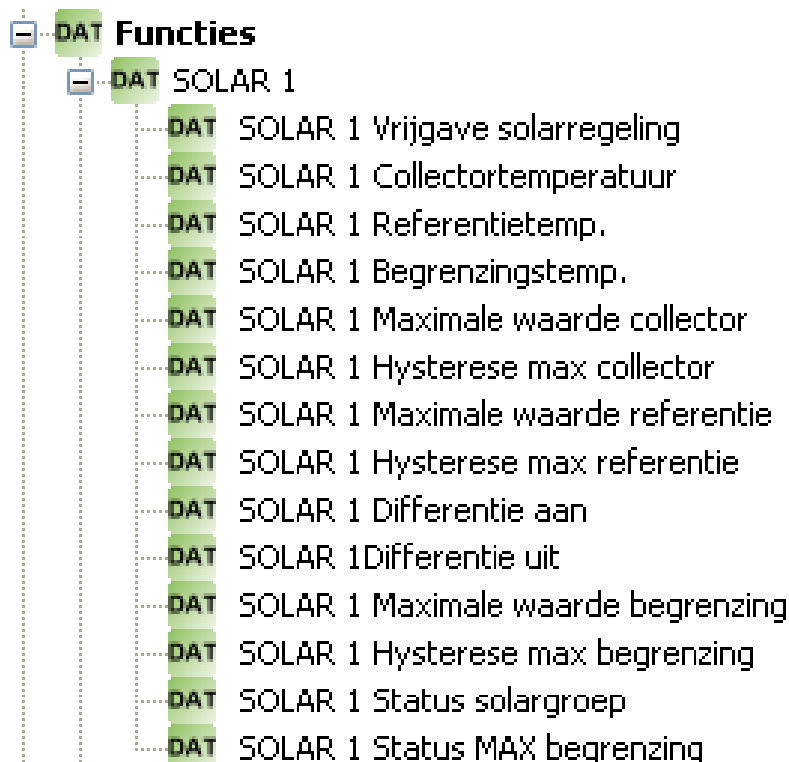 DAT Functies
DAT SOLAR 1
DAT SOLAR 1 Vrijgave solarregeling
DAT SOLAR 1 Collectortemperatuur
DAT SOLAR 1 Referentietemp.
DAT SOLAR 1 Begrenzingstemp.
DAT SOLAR 1 Maximale waarde collector
DAT SOLAR 1 Hysterese max collector
DAT SOLAR 1 Maximale waarde referentie
DAT SOLAR 1 Hysterese max referentie
DAT SOLAR 1 Differentie aan
DAT SOLAR 1Differentie uit
DAT SOLAR 1 Maximale waarde begrenzing
DAT SOLAR 1 Hysterese max begrenzing
DAT SOLAR 1 Status solargroep
DAT SOLAR 1 Status MAX begrenzing